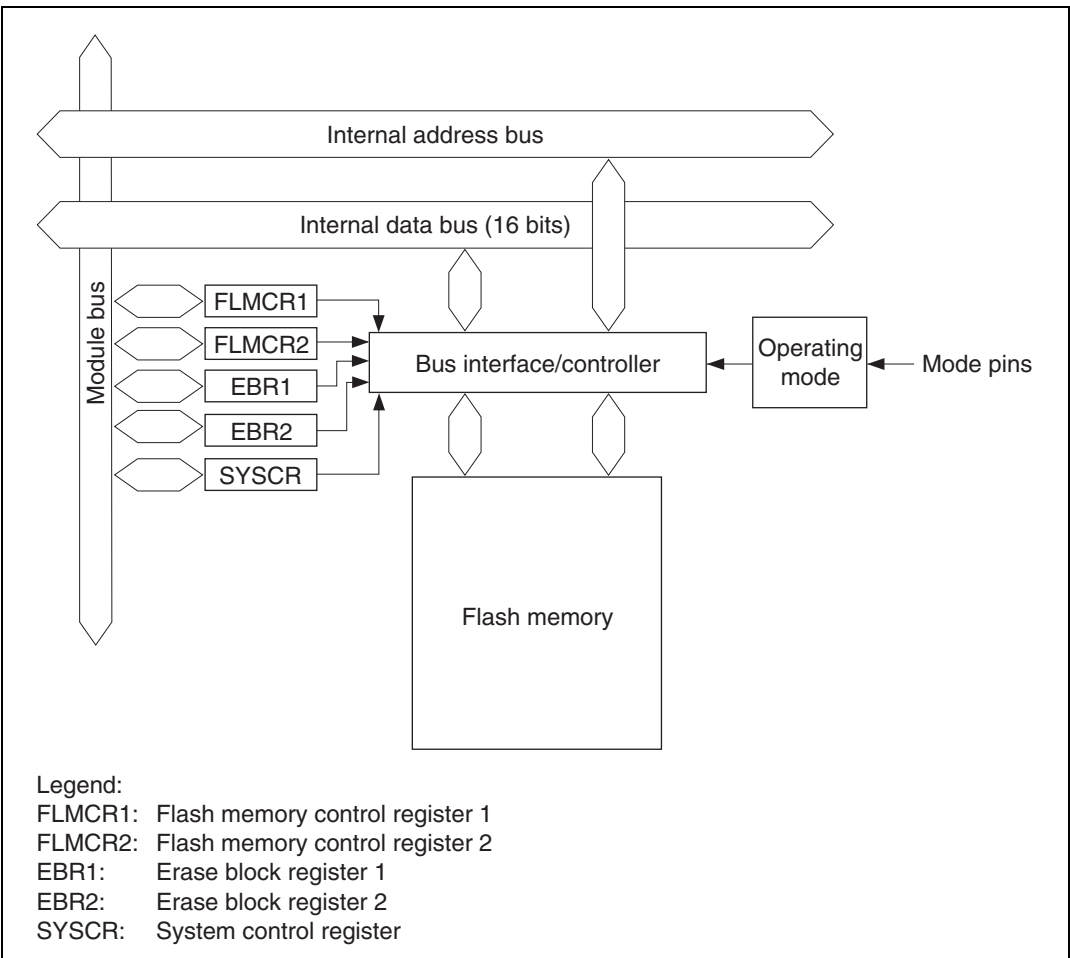 Internal address bus
Internal data bus (16 bits)
Module bus
FLMCR1
FLMCR2
EBR1
EBR2
SYSCR
Bus interface/controller
Operating
mode
Mode pins
Flash memory
Legend:
FLMCR1: Flash memory control register 1
FLMCR2: Flash memory control register 2
EBR1: Erase block register 1
EBR2: Erase block register 2
SYSCR: System control register